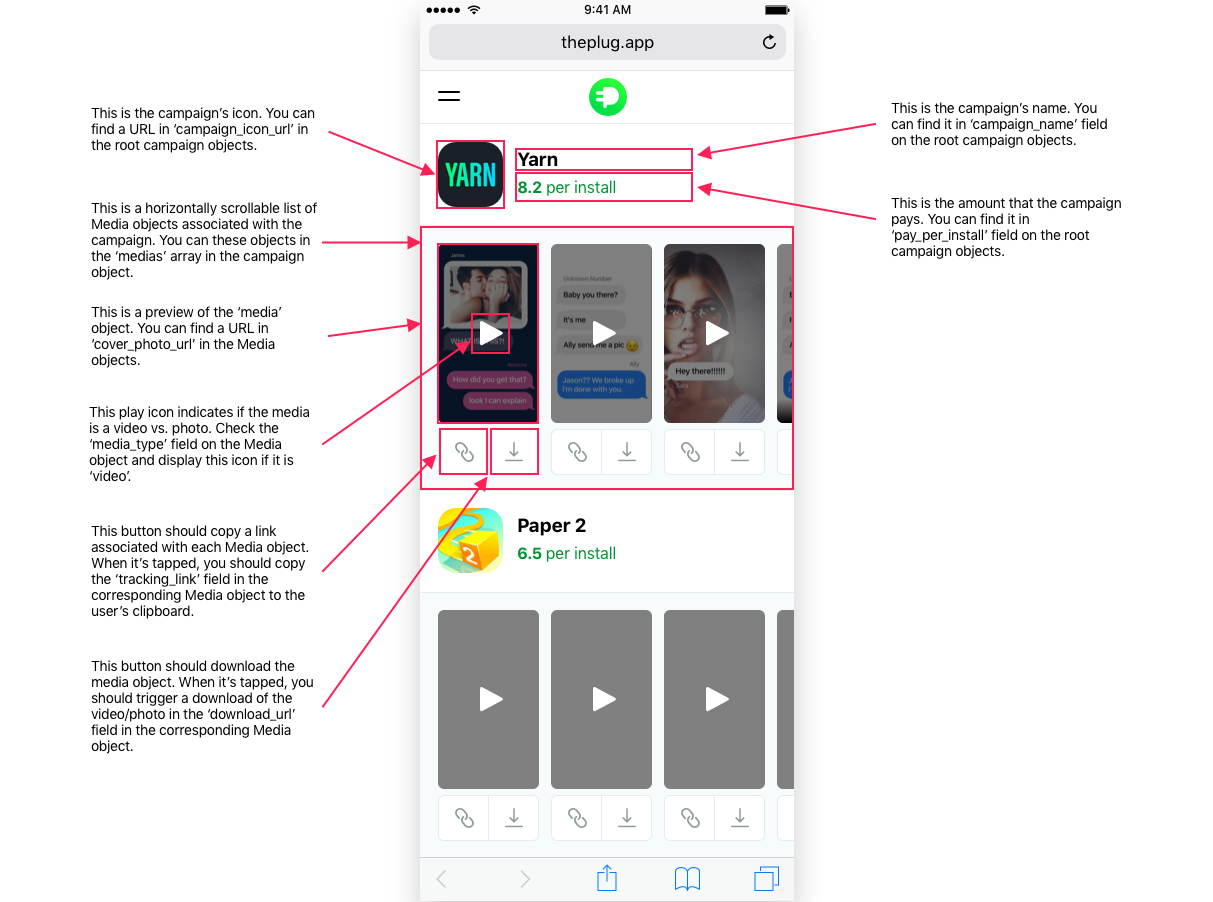 9:41 AM
theplug.app
This is the campaign’s icon. You can
find a URL in ‘campaign_icon_url’ in
the root campaign objects.
This is a horizontally scrollable list of
Media objects associated with the
campaign. You can these objects in
the ‘medias’ array in the campaign
object.
This is a preview of the ‘media’
object. You can find a URL in
‘cover_photo_url’ in the Media
objects.
This play icon indicates if the media
is a video vs. photo. Check the
‘media_type’ field on the Media
object and display this icon if it is
‘video’.
This button should copy a link
associated with each Media object.
When it’s tapped, you should copy
the ‘tracking_link’ field in the
corresponding Media object to the
user’s clipboard.
This button should download the
media object. When it’s tapped, you
should trigger a download of the
video/photo in the ‘download_url’
field in the corresponding Media
object.
YARN
Yarn
8.2 per install
James
How did you get that?
look I can explain
Unknown Number
Baby you there?
It's me
Ally send me a pic
Ally
Jason?? We broke up
I'm done with you.
Hey there!!!!!!
Paper 2
2
6.5 per install
This is the campaign’s name. You
can find it in ‘campaign_name’ field
on the root campaign objects.
This is the amount that the campaign
pays. You can find it in
‘pay_per_install’ field on the root
campaign objects.